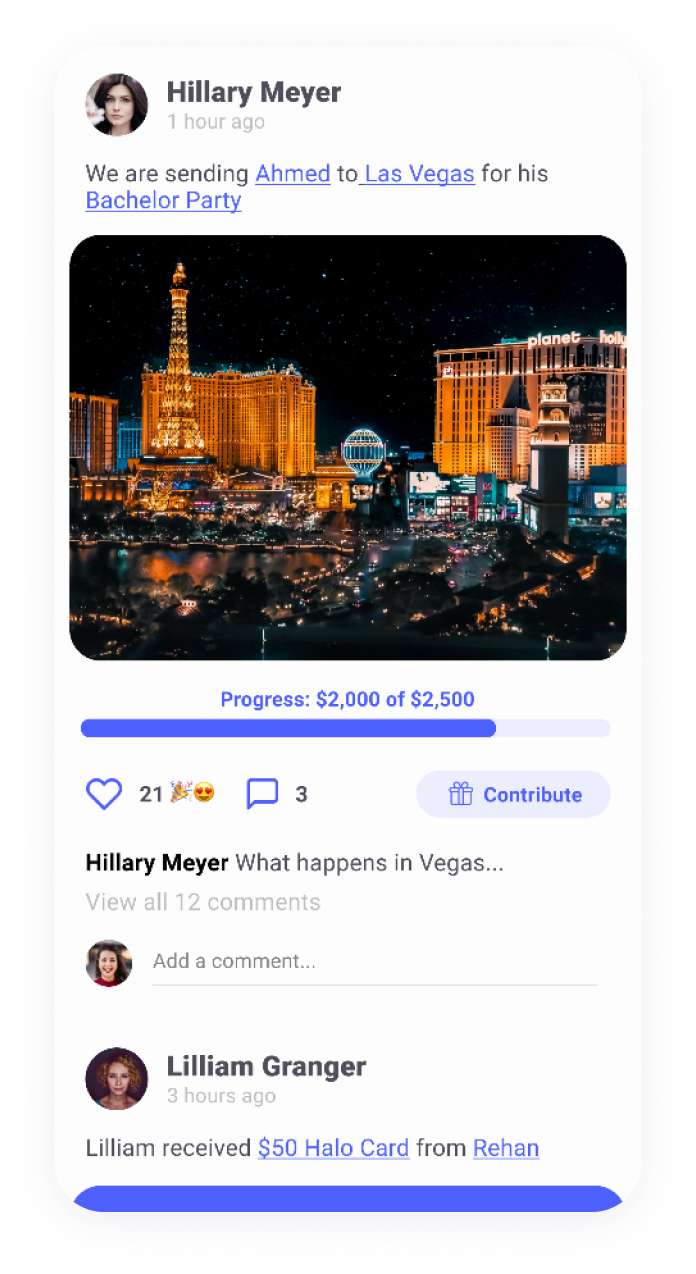 Hillary Meyer
1 hour ago
We are sending Ahmed to Las Vegas for his
Bachelor Party
planet holly
Progress: $2,000 of $2,500
21 🎉😍 3
Contribute
Hillary Meyer What happens in Vegas...
View all 12 comments
Add a comment...
Lilliam Granger
3 hours ago
Lilliam received $50 Halo Card from Rehan